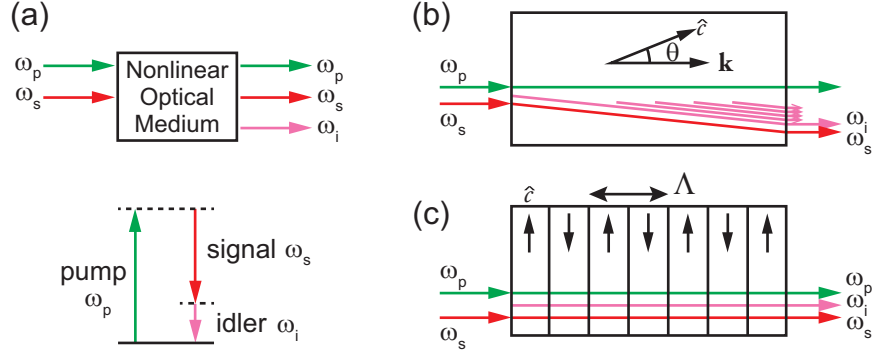 (a)
ωp ωp
ωs ωs
ωi
Nonlinear
Optical
Medium
pump
ωp
signal ωs
idler ωi
(b)
ĉ
θ k
ωp
ωs
ωi
ωs
(c)
ĉ Λ
ωp
ωi
ωs ωs
ωp